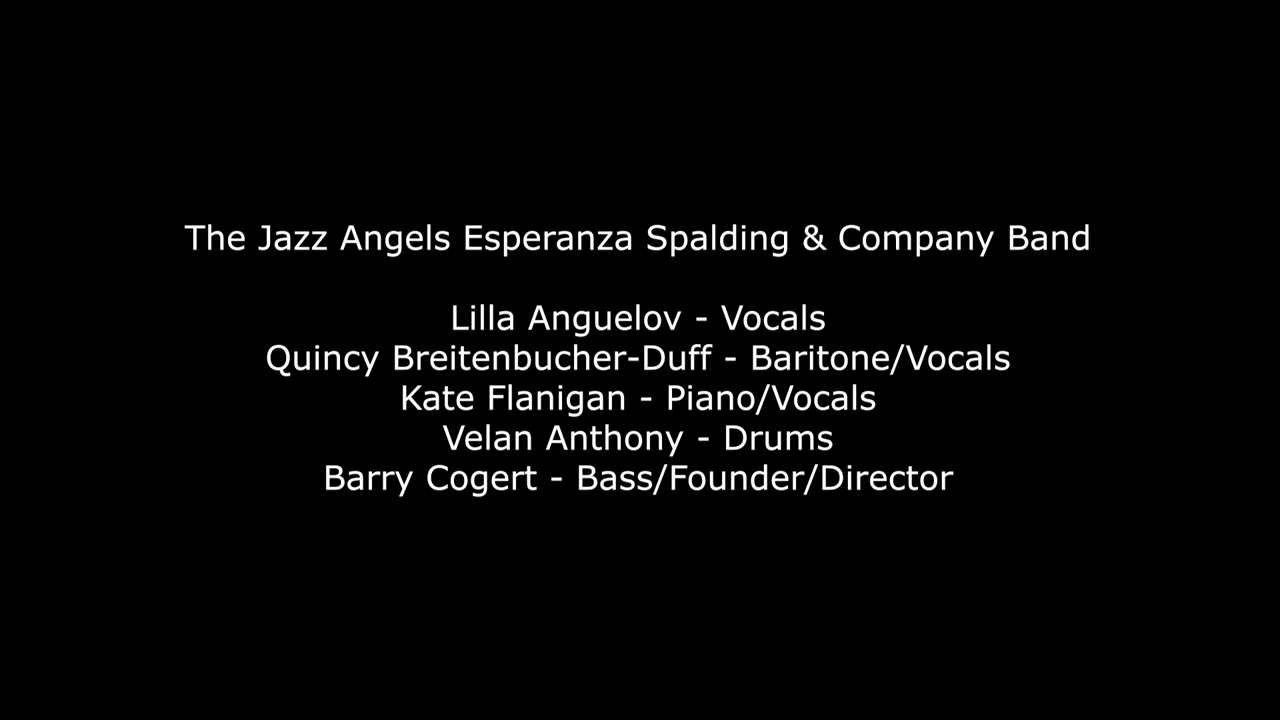 The Jazz Angels Esperanza Spalding & Company Band
Lilla Anguelov - Vocals
Quincy Breitenbucher-Duff - Baritone/Vocals
Kate Flanigan - Piano/Vocals
Velan Anthony - Drums
Barry Cogert - Bass/Founder/Director